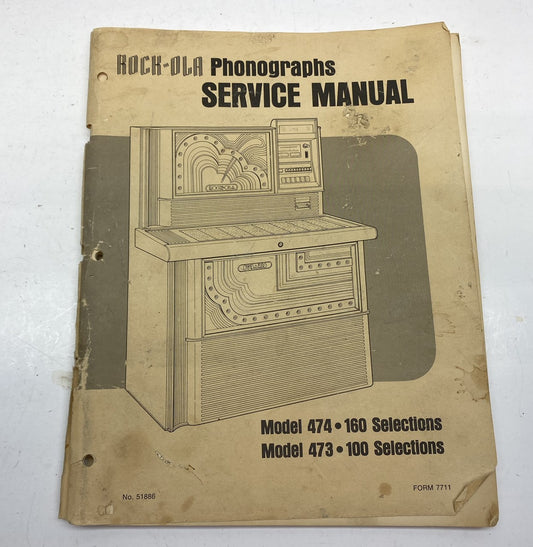 ROCK-OLA Phonographs
SERVICE MANUAL
Model 474 • 160 Selections
Model 473 • 100 Selections
No. 51886
FORM 7711